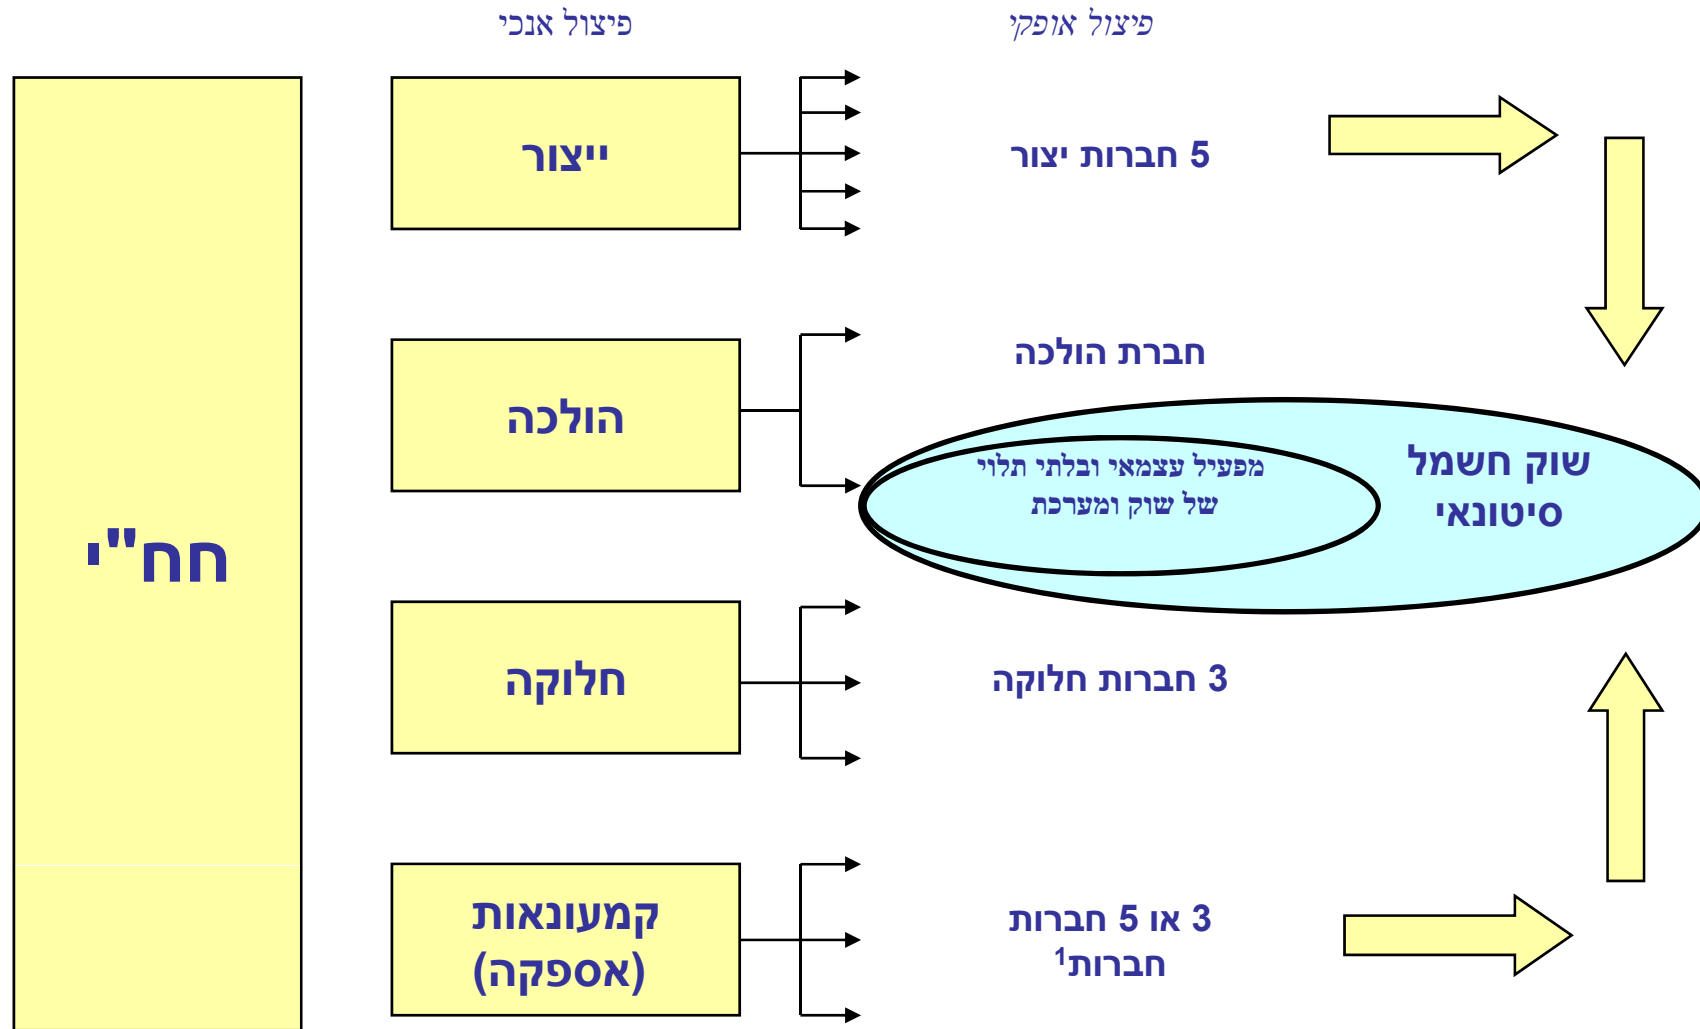 פיצול אנכי
פיצול אופקי
חח"י
ייצור
5 חברות יצור
הולכה
חברת הולכה
מפעיל עצמאי ובלתי תלוי
של שוק ומערכת
שוק חשמל
סיטונאי
חלוקה
3 חברות חלוקה
קמעונאות
(אספקה)
3 או 5 חברות
חברות¹